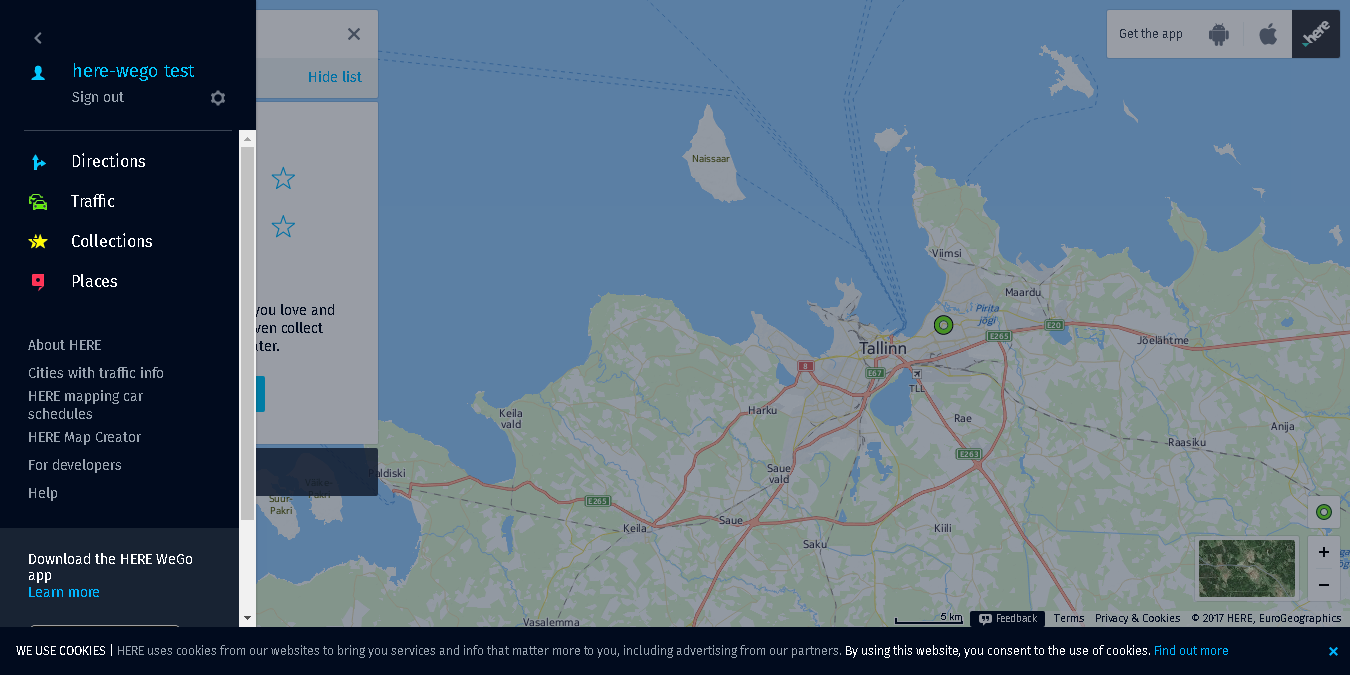 here-wego test
Sign out
Directions
Traffic
Collections
Places
About HERE
Cities with traffic info
HERE mapping car
schedules
HERE Map Creator
For developers
Help
Download the HERE WeGo
app
Learn more
Hide list
you love and
ven collect
ater.
Get the app
here
Naissaar
Viimsi
Maardu
Pirita
jõgi
E20
E265
Jõelähtme
Tallinn
8
E67
TLL
Harku
Keila
vald
Rae
Anija
Raasiku
E263
Saue
vald
Paldiski
Väike-
Pakri
Suur-
Pakri
E265
Keila
Saue
Kiili
Saku
Vasalemma
+
−
5 km
Feedback
Terms
Privacy & Cookies
© 2017 HERE, EuroGeographics
WE USE COOKIES | HERE uses cookies from our websites to bring you services and info that matter more to you, including advertising from our partners. By using this website, you consent to the use of cookies. Find out more